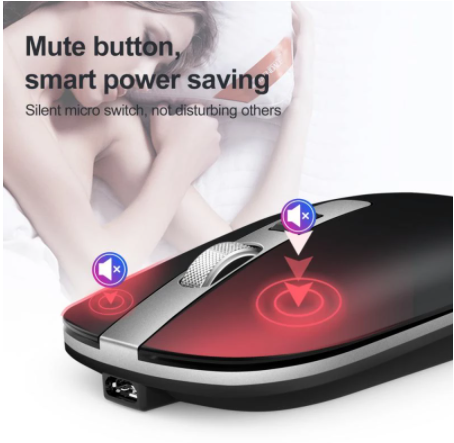 Mute button,
smart power saving
Silent micro switch, not disturbing others